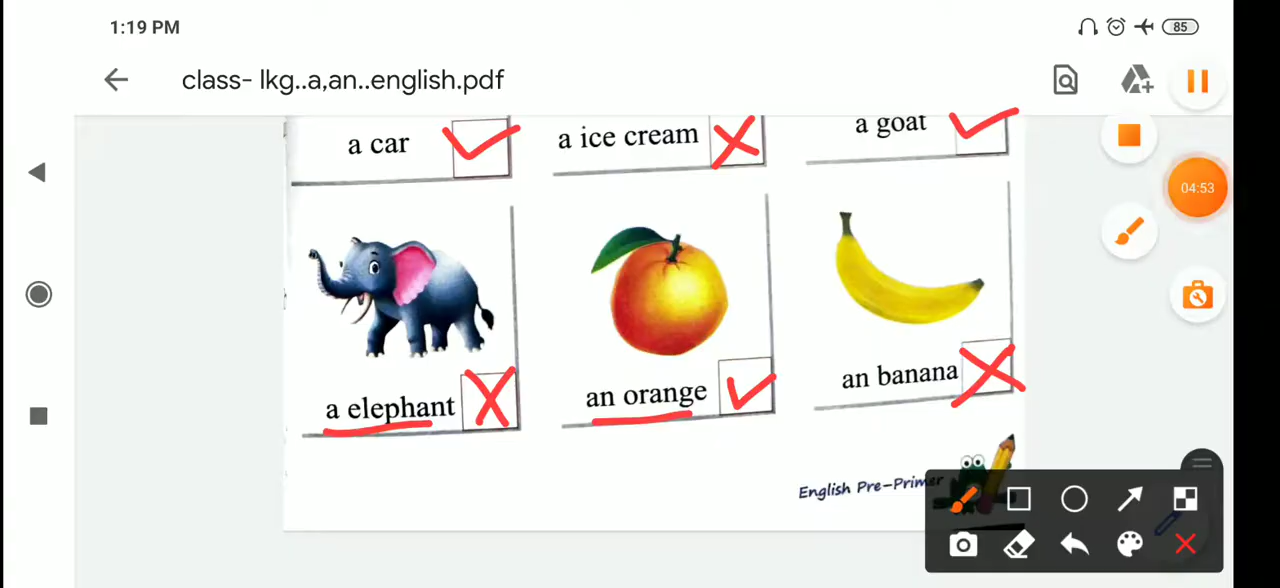 1:19 PM
85
class- lkg..a,an..english.pdf
04:53
a car
a ice cream
a goat
a elephant
an orange
an banana
English Pre-Primer